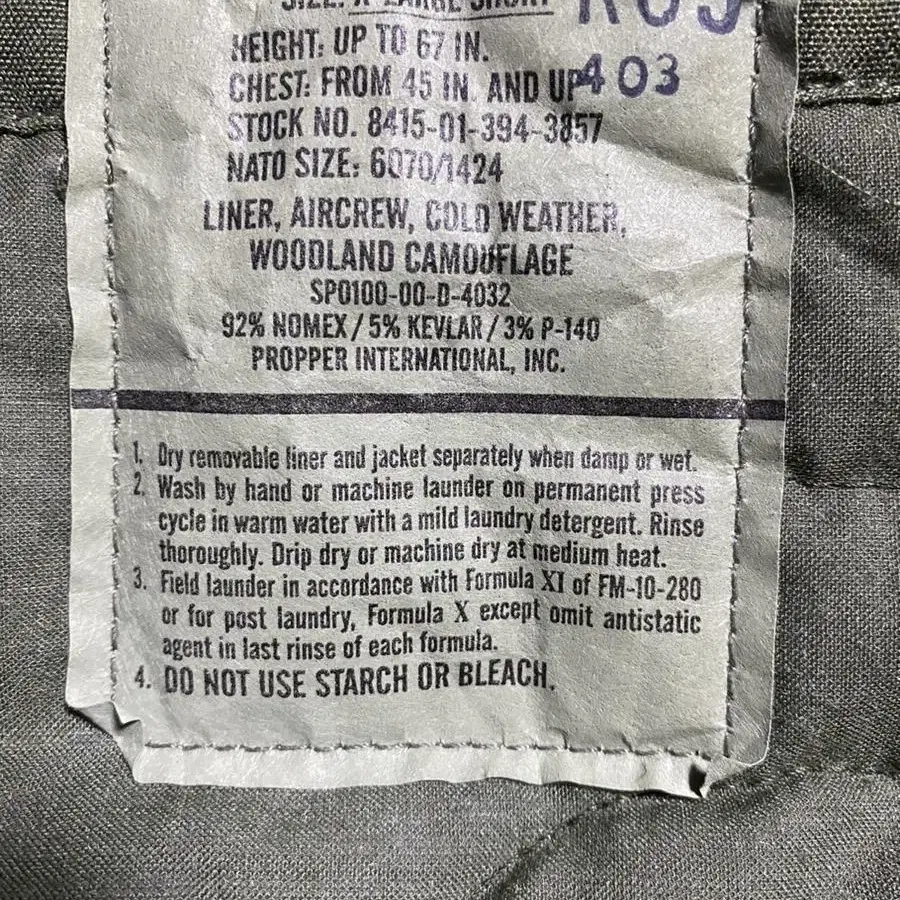 SIZE: X-LARGE SHORT
HEIGHT: UP TO 67 IN.
CHEST: FROM 45 IN. AND UP
403
STOCK NO. 8415-01-394-3857
NATO SIZE: 6070/1424
LINER, AIRCREW, COLD WEATHER,
WOODLAND CAMOUFLAGE
SPO100-00-D-4032
92% NOMEX / 5% KEVLAR / 3% P-140
PROPPER INTERNATIONAL, INC.
1. Dry removable liner and jacket separately when damp or wet.
2. Wash by hand or machine launder on permanent press
cycle in warm water with a mild laundry detergent. Rinse
thoroughly. Drip dry or machine dry at medium heat.
3. Field launder in accordance with Formula XI of FM-10-280
or for post laundry, Formula X except omit antistatic
agent in last rinse of each formula.
4. DO NOT USE STARCH OR BLEACH.